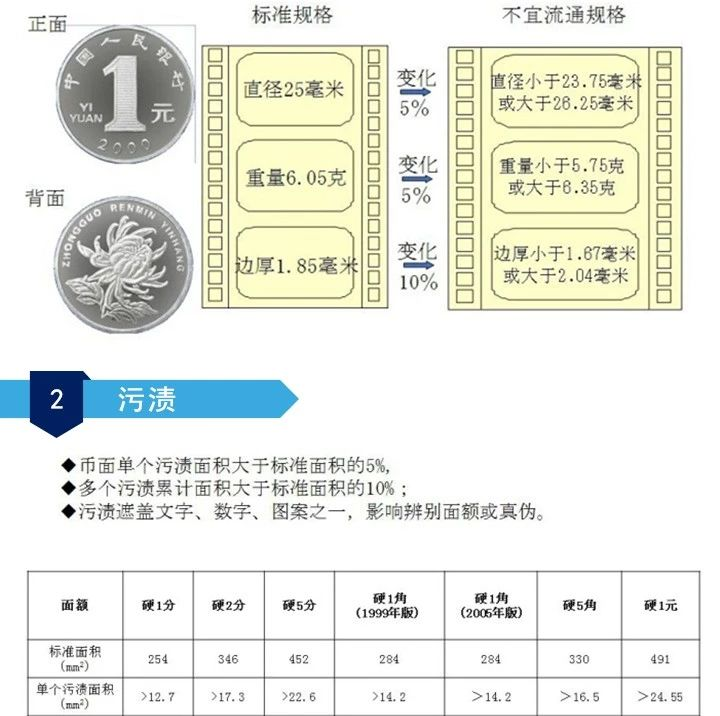 标准规格
不宜流通规格
正面
中国人民银行
1
YI
YUAN
元
2000
直径25毫米
变化
5%
直径小于23.75毫米
或大于26.25毫米
重量6.05克
变化
5%
重量小于5.75克
或大于6.35克
背面
ZHONGGUO RENMIN YINHANG
边厚1.85毫米
变化
10%
边厚小于1.67毫米
或大于2.04毫米
2 污渍
◆币面单个污渍面积大于标准面积的5%,
◆多个污渍累计面积大于标准面积的10%；
◆污渍遮盖文字、数字、图案之一，影响辨别面额或真伪。
面额 硬1分 硬2分 硬5分 硬1角 (1999年版) 硬1角 (2005年版) 硬5角 硬1元
标准面积 (mm²) 254 346 452 284 284 330 491
单个污渍面积 (mm²) >12.7 >17.3 >22.6 >14.2 >14.2 >16.5 >24.55